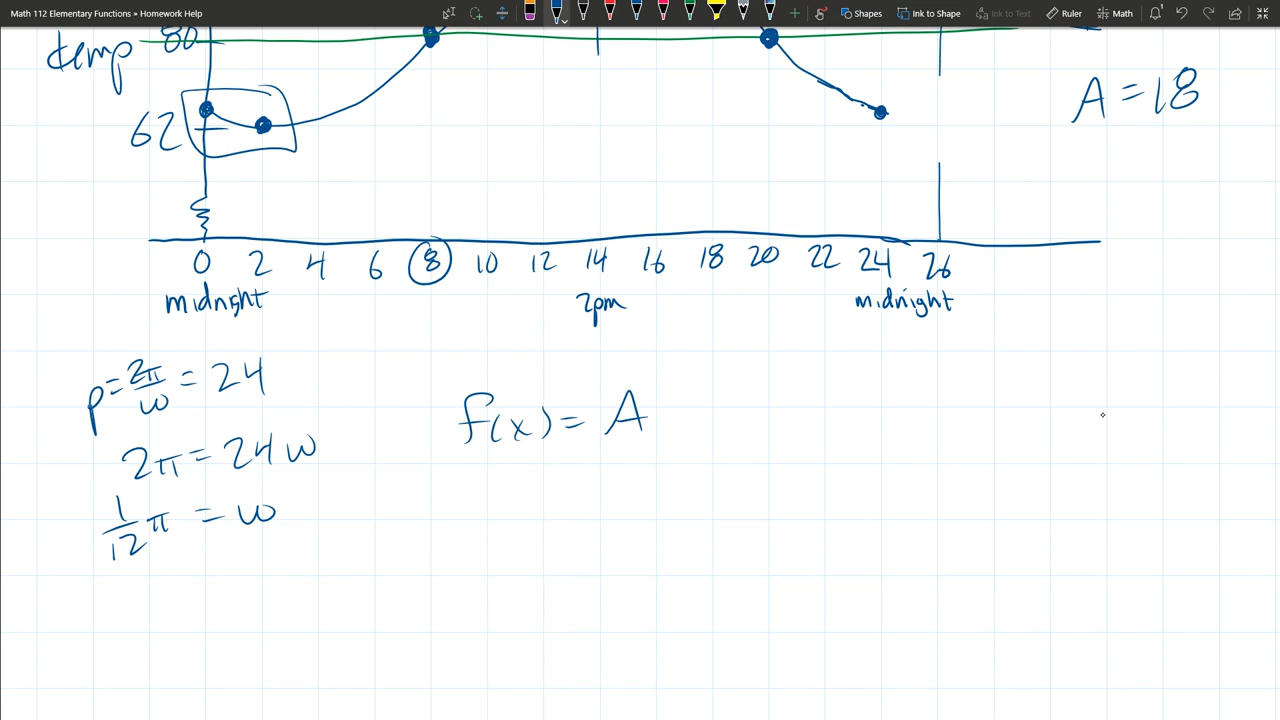 Math 112 Elementary Functions » Homework Help
Shapes
Ink to Shape
Ink to Text
Ruler
Math
temp
80
A = 18
62
0 2 4 6 8 10 12 14 16 18 20 22 24 26
midnight
2pm
midnight
p = 2π/w = 24
2π = 24w
1/12 π = w
f(x) = A